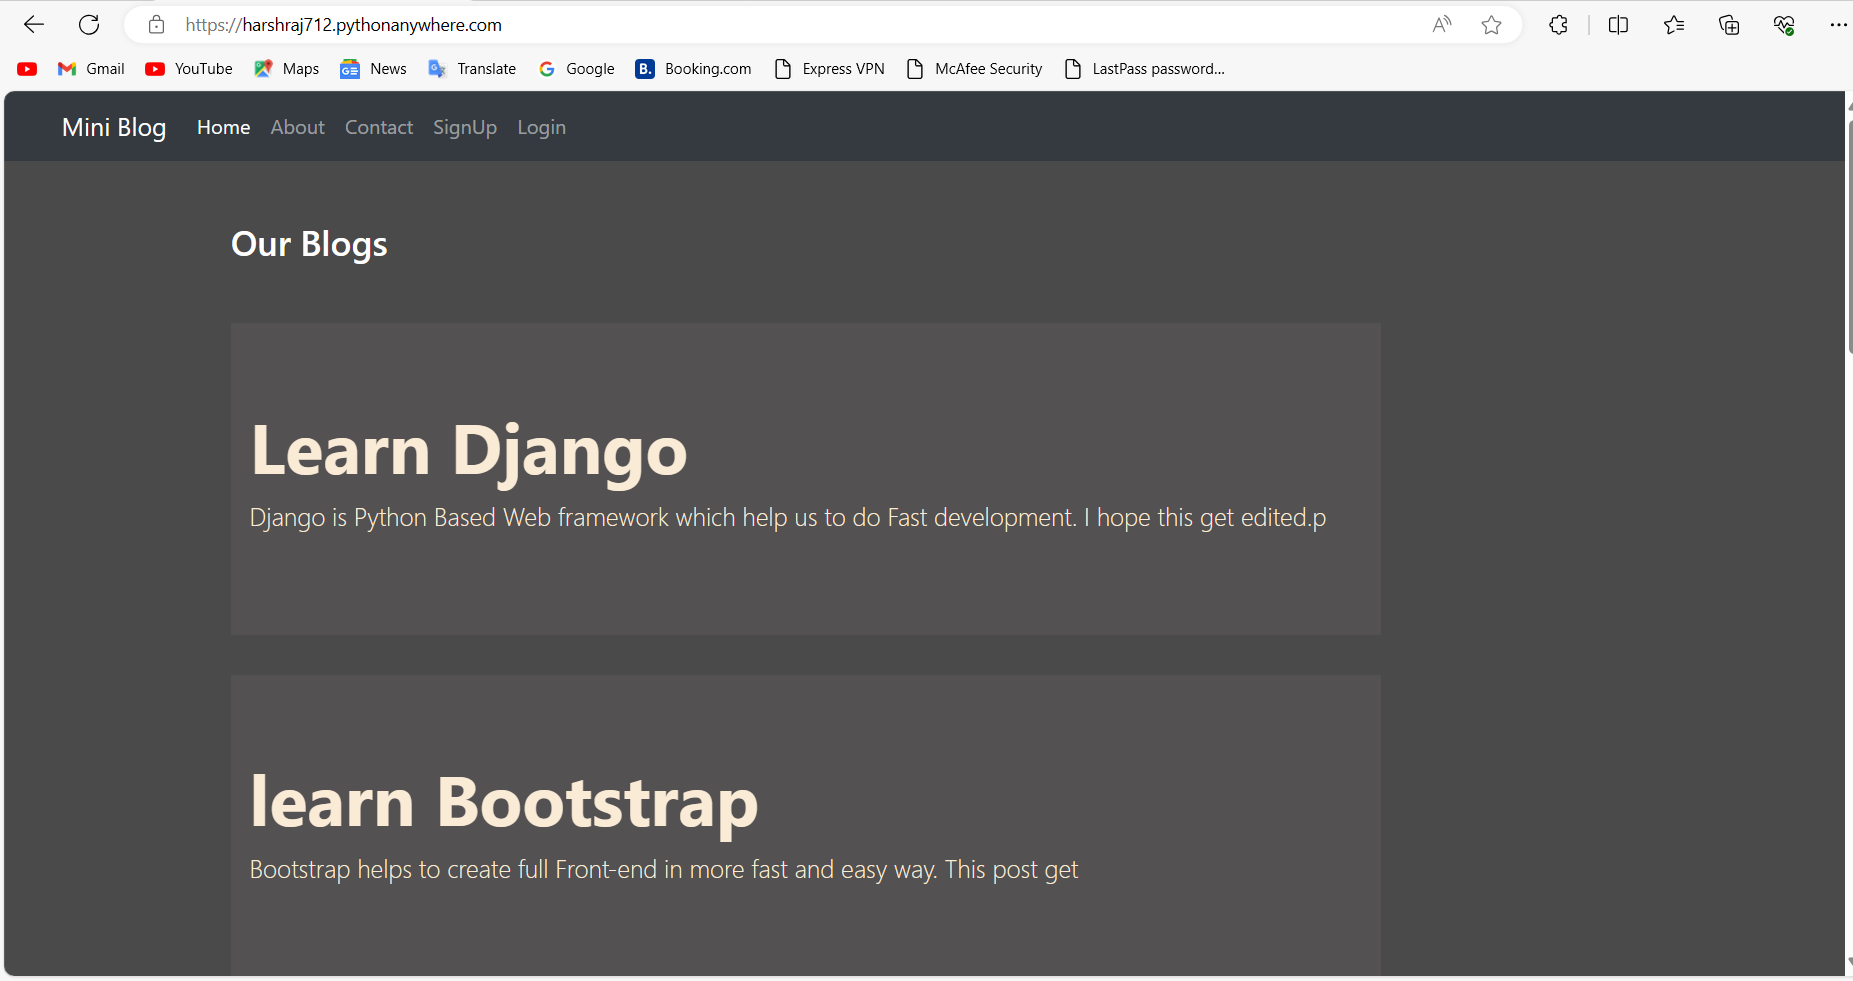 https://harshraj712.pythonanywhere.com
Gmail YouTube Maps News Translate Google B. Booking.com Express VPN McAfee Security LastPass password...
Mini Blog Home About Contact SignUp Login
Our Blogs
Learn Django
Django is Python Based Web framework which help us to do Fast development. I hope this get edited.p
learn Bootstrap
Bootstrap helps to create full Front-end in more fast and easy way. This post get